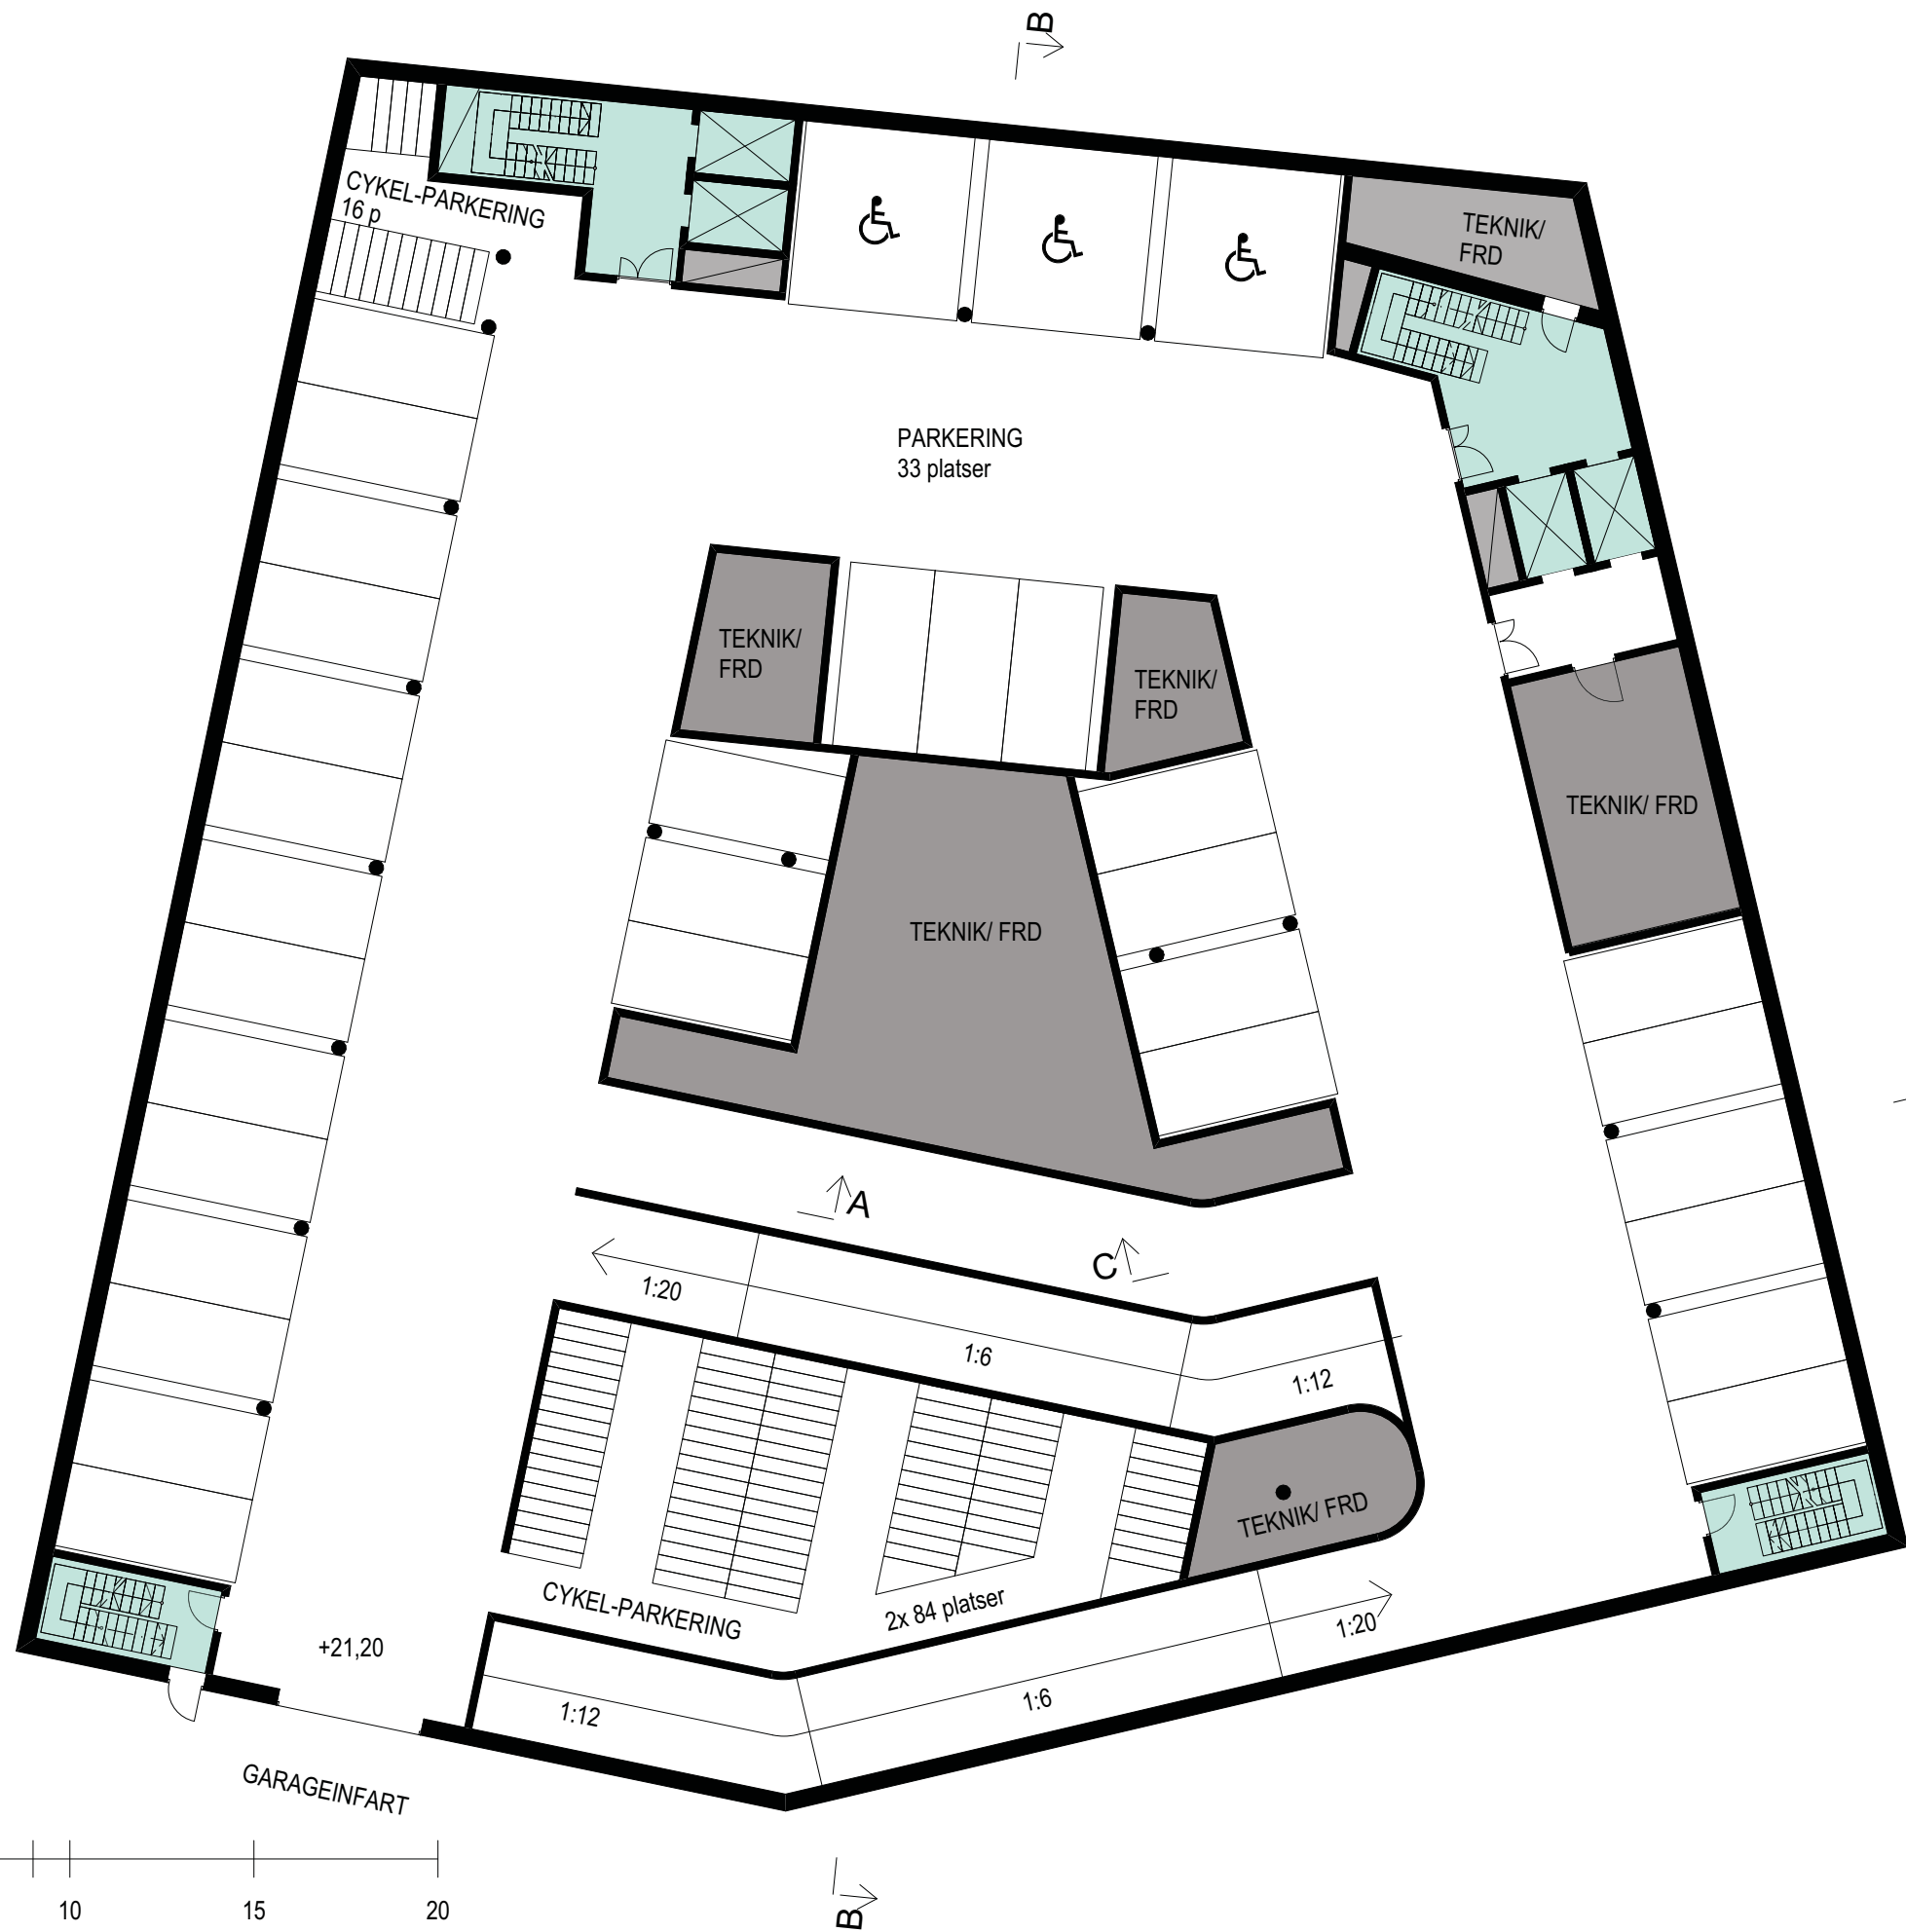 B
CYKEL-PARKERING
16 p
TEKNIK/
FRD
PARKERING
33 platser
TEKNIK/
FRD
TEKNIK/
FRD
TEKNIK/ FRD
TEKNIK/ FRD
A
C
1:20
1:6
1:12
TEKNIK/ FRD
CYKEL-PARKERING
2x 84 platser
1:20
+21,20
1:12
1:6
GARAGEINFART
10
15
20
B